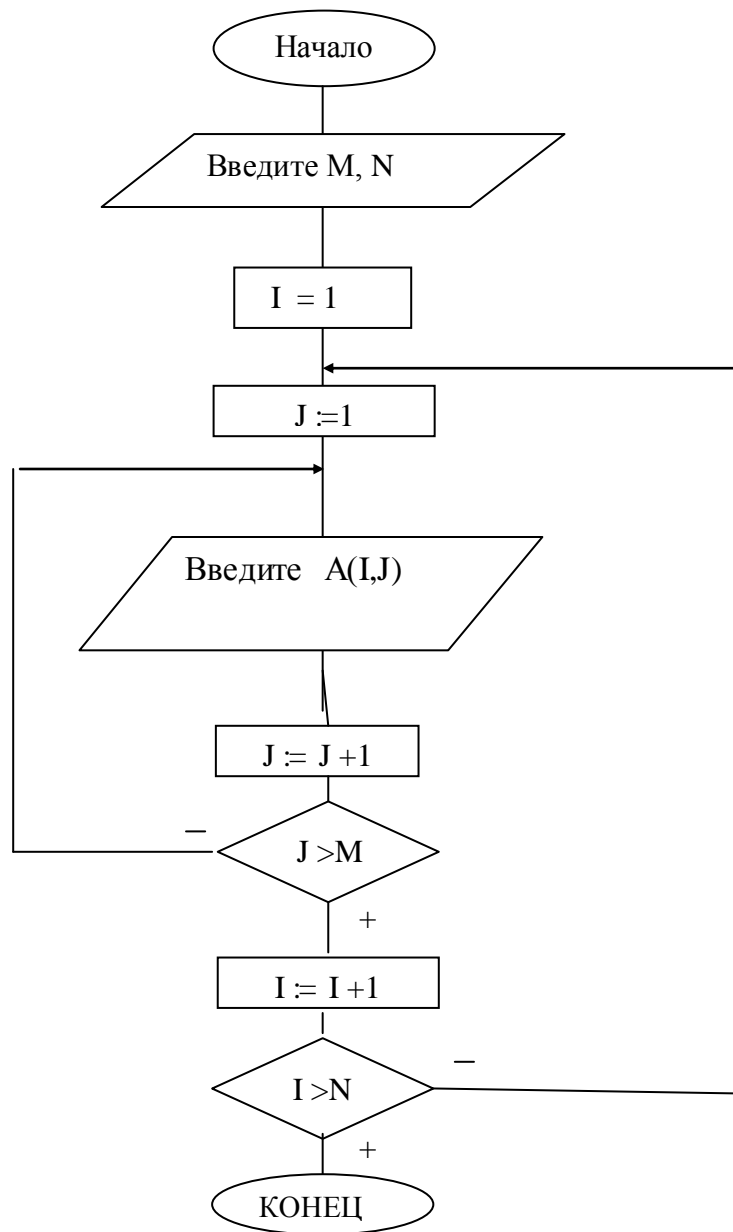 Начало
Введите M, N
I = 1
J :=1
Введите A(I,J)
J := J +1
–
J >M
+
I := I +1
–
I >N
+
КОНЕЦ